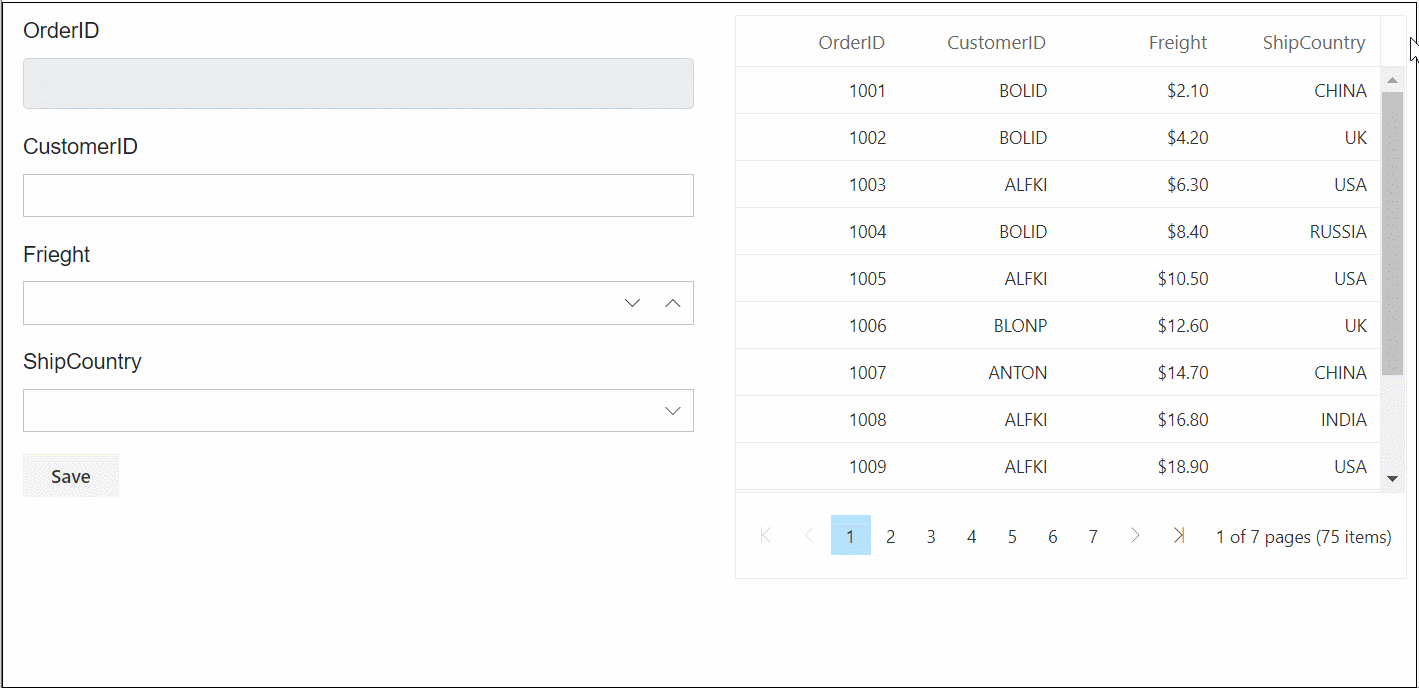 OrderID
CustomerID
Frieght
ShipCountry
Save
OrderID CustomerID Freight ShipCountry
1001 BOLID $2.10 CHINA
1002 BOLID $4.20 UK
1003 ALFKI $6.30 USA
1004 BOLID $8.40 RUSSIA
1005 ALFKI $10.50 USA
1006 BLONP $12.60 UK
1007 ANTON $14.70 CHINA
1008 ALFKI $16.80 INDIA
1009 ALFKI $18.90 USA
1 2 3 4 5 6 7 1 of 7 pages (75 items)